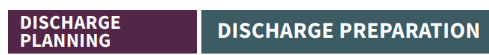 DISCHARGE
PLANNING
DISCHARGE PREPARATION